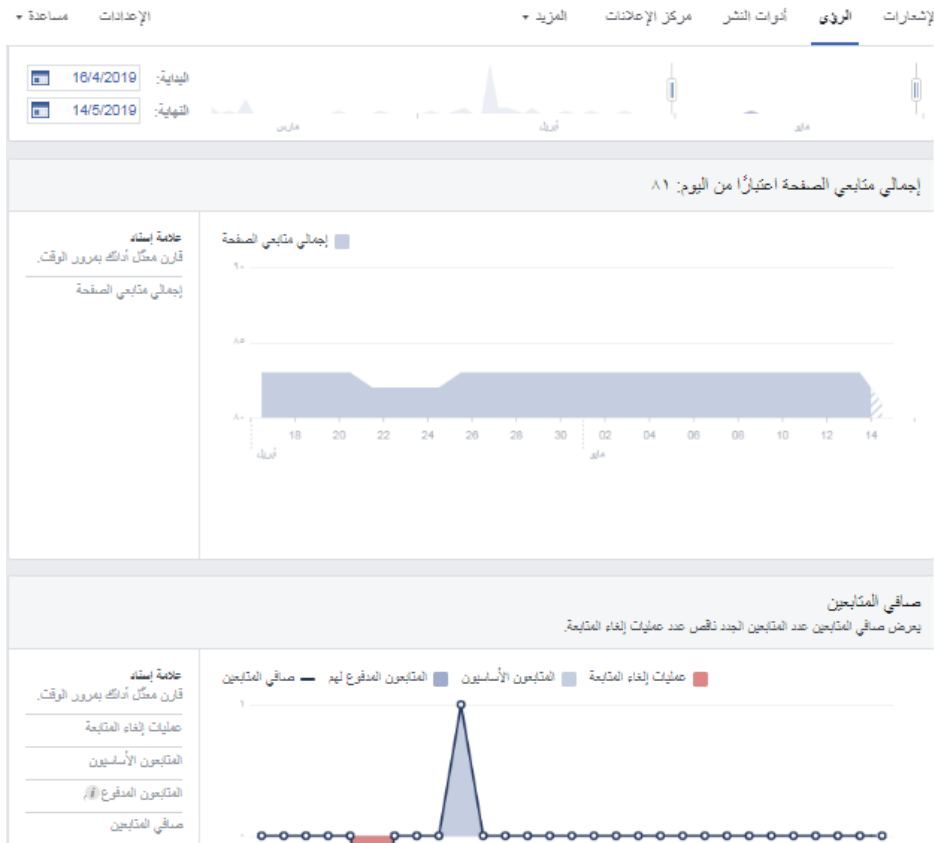 لإشعارات الرؤى أدوات النشر مركز الإعلانات المزيد الإعدادات مساعدة
البداية: 16/4/2019
النهاية: 14/5/2019
مارس أبريل مايو
إجمالي متابعي الصفحة اعتبارًا من اليوم: ٨١
إجمالي متابعي الصفحة
علامة إسناد
قارن معدّل أدائك بمرور الوقت.
إجمالي متابعي الصفحة
٩٠
٨٥
٨٠
18 20 22 24 26 28 30 02 04 06 08 10 12 14
أبريل مايو
صافي المتابعين
يعرض صافي المتابعين عدد المتابعين الجدد ناقص عدد عمليات إلغاء المتابعة.
عمليات إلغاء المتابعة المتابعون الأساسيون المتابعون المدفوع لهم صافي المتابعين
علامة إسناد
قارن معدّل أدائك بمرور الوقت.
عمليات إلغاء المتابعة
المتابعون الأساسيون
المتابعون المدفوع
صافي المتابعين
١
٠